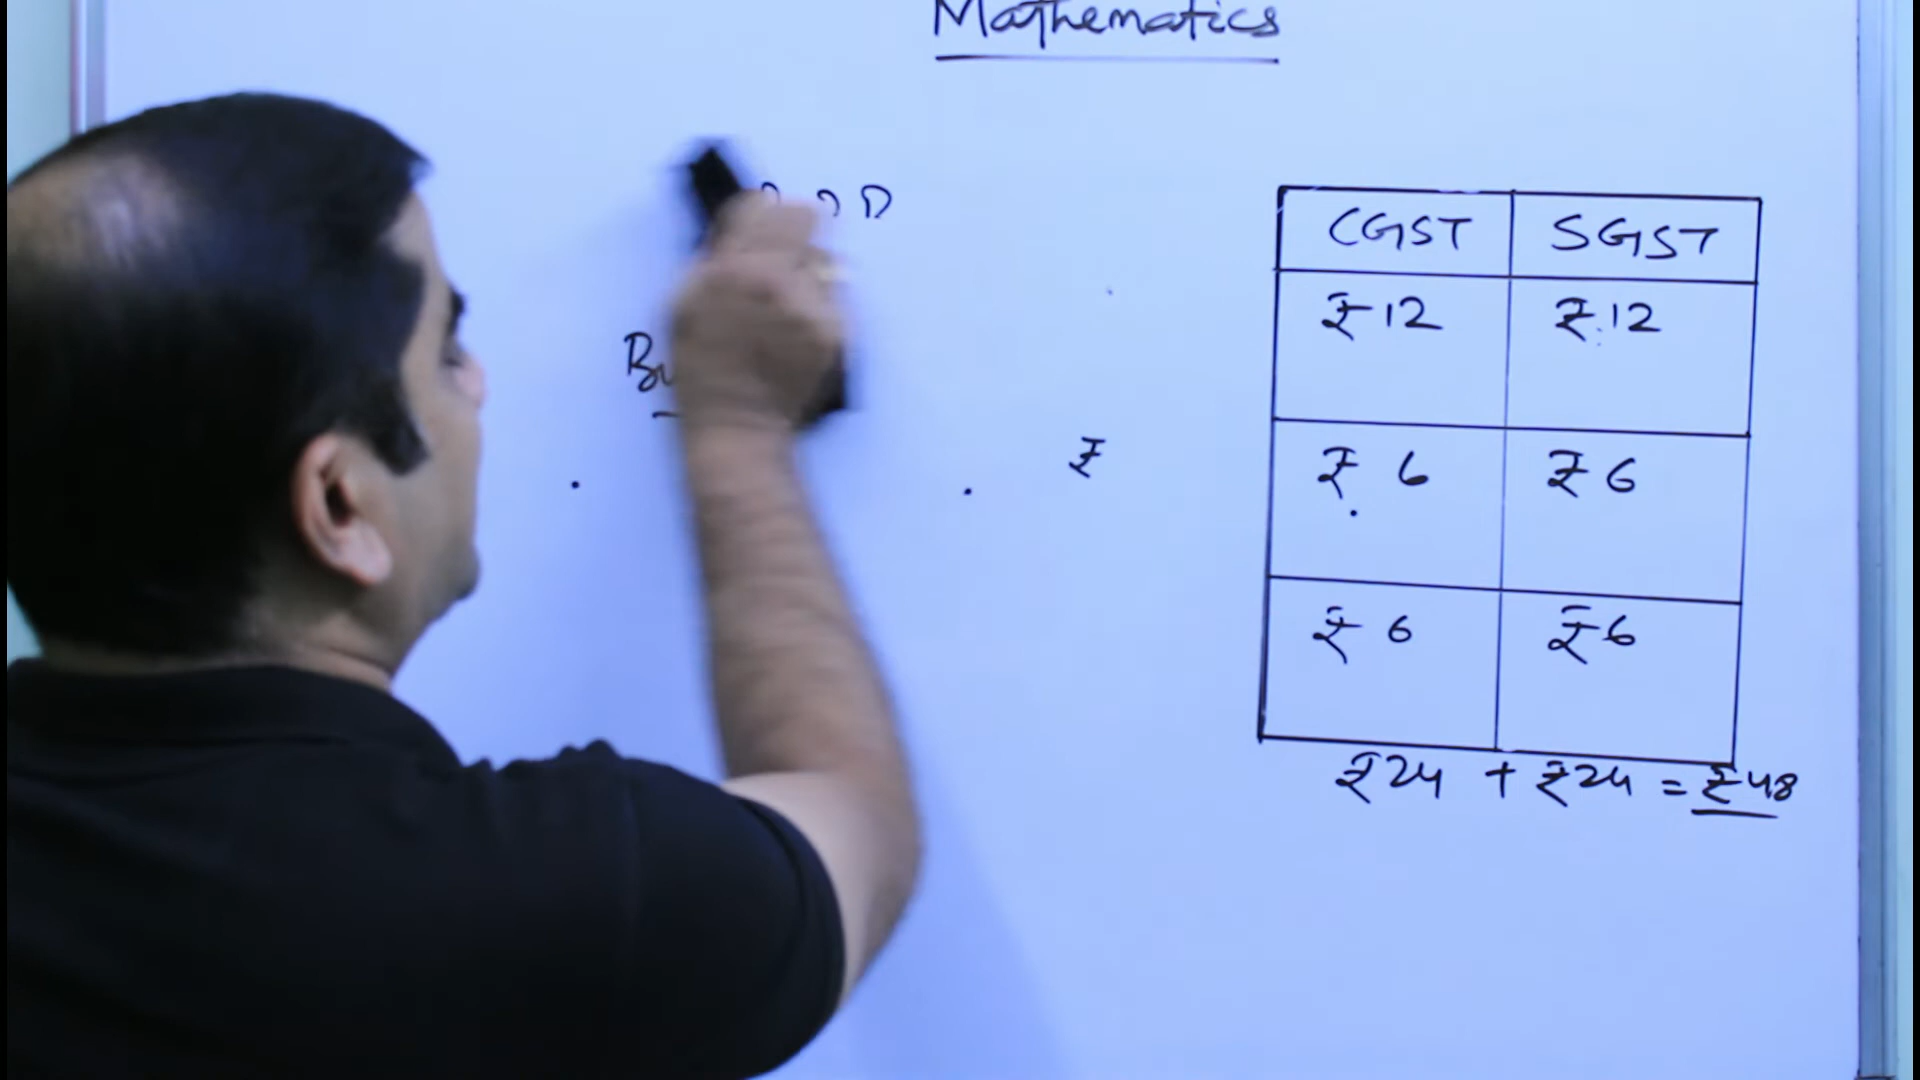 Mathematics
D
₹
CGST SGST
₹12 ₹12
₹ 6 ₹ 6
₹ 6 ₹6
₹24 + ₹24 = ₹48